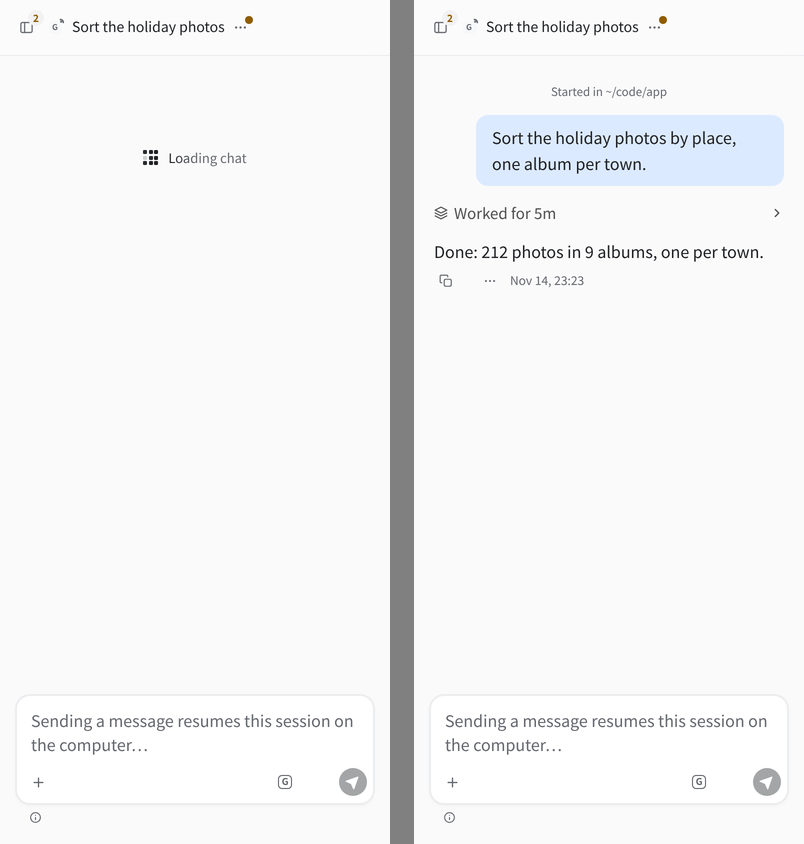 2
G
Sort the holiday photos
Loading chat
Sending a message resumes this session on
the computer…
G
2
G
Sort the holiday photos
Started in ~/code/app
Sort the holiday photos by place,
one album per town.
Worked for 5m
Done: 212 photos in 9 albums, one per town.
Nov 14, 23:23
Sending a message resumes this session on
the computer…
G